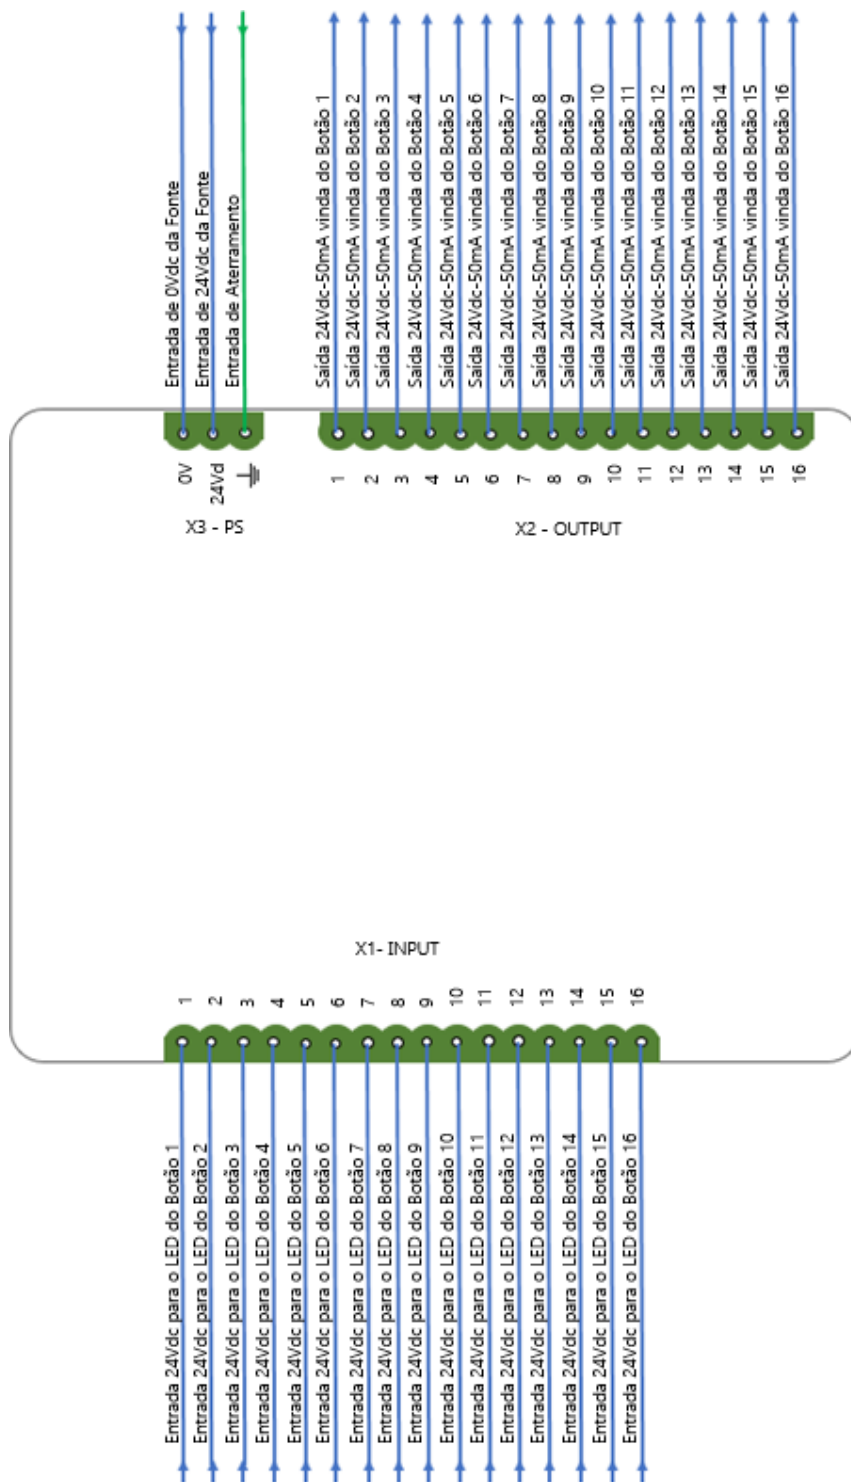 Entrada de 0Vdc da Fonte
Entrada de 24Vdc da Fonte
Entrada de Aterramento
Saída 24Vdc-50mA vinda do Botão 1
Saída 24Vdc-50mA vinda do Botão 2
Saída 24Vdc-50mA vinda do Botão 3
Saída 24Vdc-50mA vinda do Botão 4
Saída 24Vdc-50mA vinda do Botão 5
Saída 24Vdc-50mA vinda do Botão 6
Saída 24Vdc-50mA vinda do Botão 7
Saída 24Vdc-50mA vinda do Botão 8
Saída 24Vdc-50mA vinda do Botão 9
Saída 24Vdc-50mA vinda do Botão 10
Saída 24Vdc-50mA vinda do Botão 11
Saída 24Vdc-50mA vinda do Botão 12
Saída 24Vdc-50mA vinda do Botão 13
Saída 24Vdc-50mA vinda do Botão 14
Saída 24Vdc-50mA vinda do Botão 15
Saída 24Vdc-50mA vinda do Botão 16
0V
24Vd
1
2
3
4
5
6
7
8
9
10
11
12
13
14
15
16
X3 - PS
X2 - OUTPUT
X1- INPUT
1
2
3
4
5
6
7
8
9
10
11
12
13
14
15
16
Entrada 24Vdc para o LED do Botão 1
Entrada 24Vdc para o LED do Botão 2
Entrada 24Vdc para o LED do Botão 3
Entrada 24Vdc para o LED do Botão 4
Entrada 24Vdc para o LED do Botão 5
Entrada 24Vdc para o LED do Botão 6
Entrada 24Vdc para o LED do Botão 7
Entrada 24Vdc para o LED do Botão 8
Entrada 24Vdc para o LED do Botão 9
Entrada 24Vdc para o LED do Botão 10
Entrada 24Vdc para o LED do Botão 11
Entrada 24Vdc para o LED do Botão 12
Entrada 24Vdc para o LED do Botão 13
Entrada 24Vdc para o LED do Botão 14
Entrada 24Vdc para o LED do Botão 15
Entrada 24Vdc para o LED do Botão 16